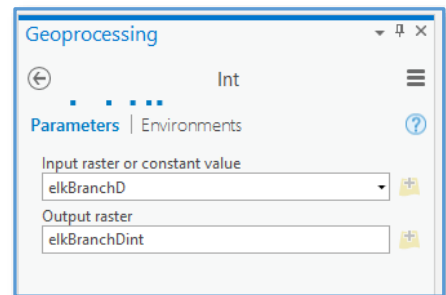 Geoprocessing
Int
Parameters | Environments
Input raster or constant value
elkBranchD
Output raster
elkBranchDint